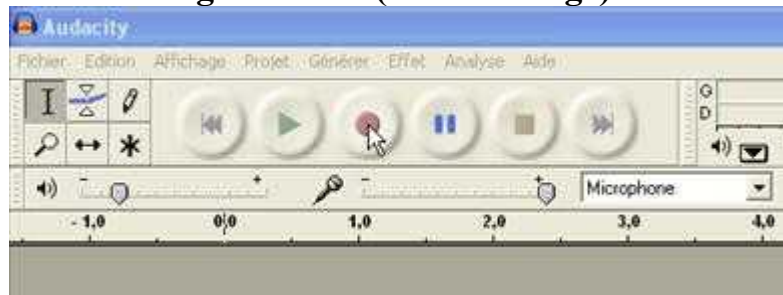 Audacity
Fichier Edition Affichage Projet Générer Effet Analyse Aide
G
D
- +
- +
Microphone
- 1,0 0,0 1,0 2,0 3,0 4,0